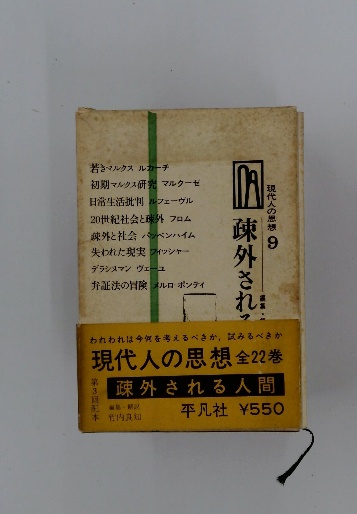 現代人の思想 9
疎外され
若きマルクス ルカーチ
初期マルクス研究 マルクーゼ
日常生活批判 ルフェーヴル
20世紀社会と疎外 フロム
疎外と社会 パッペンハイム
失われた現実 フィッシャー
デラシヌマン ヴェーユ
弁証法の冒険 メルロ・ポンティ
われわれは今何を考えるべきか、試みるべきか
現代人の思想 全22巻
第3回配本
疎外される人間
編集・解説
竹内良知
平凡社 ¥550